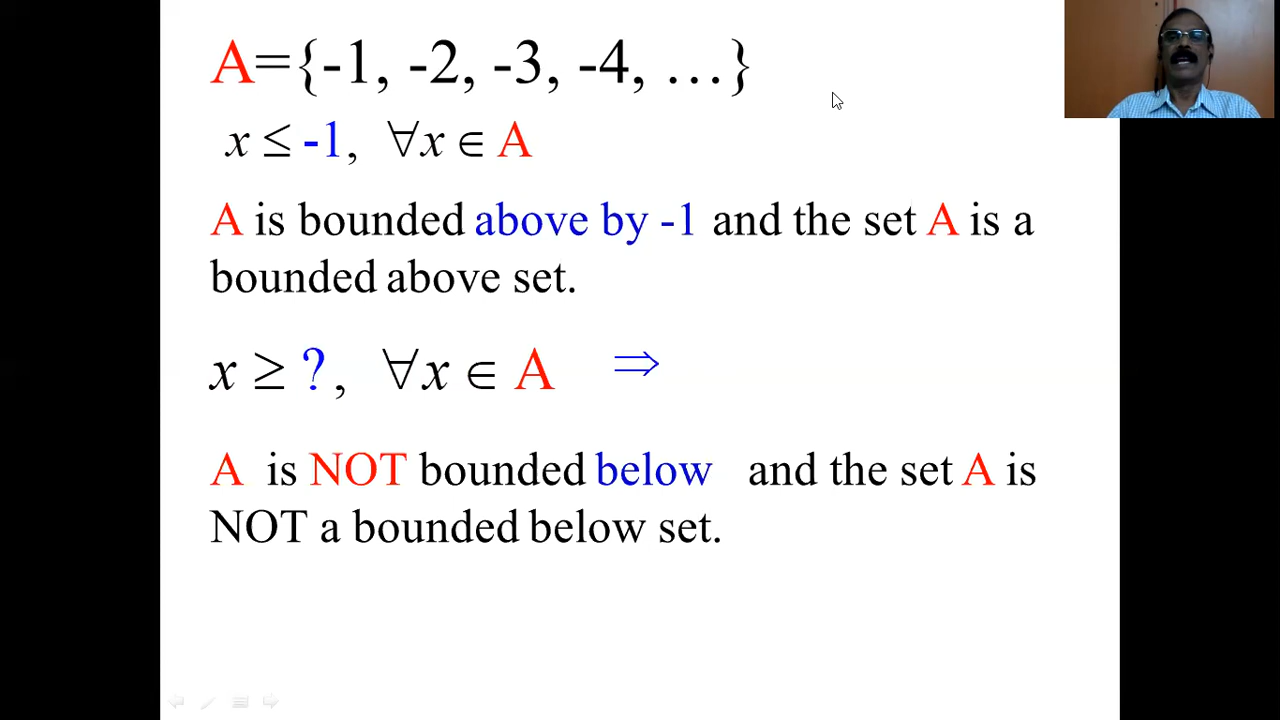 A={-1, -2, -3, -4, …}
x ≤ -1, ∀x ∈ A
A is bounded above by -1 and the set A is a
bounded above set.
x ≥ ?, ∀x ∈ A ⇒
A is NOT bounded below and the set A is
NOT a bounded below set.